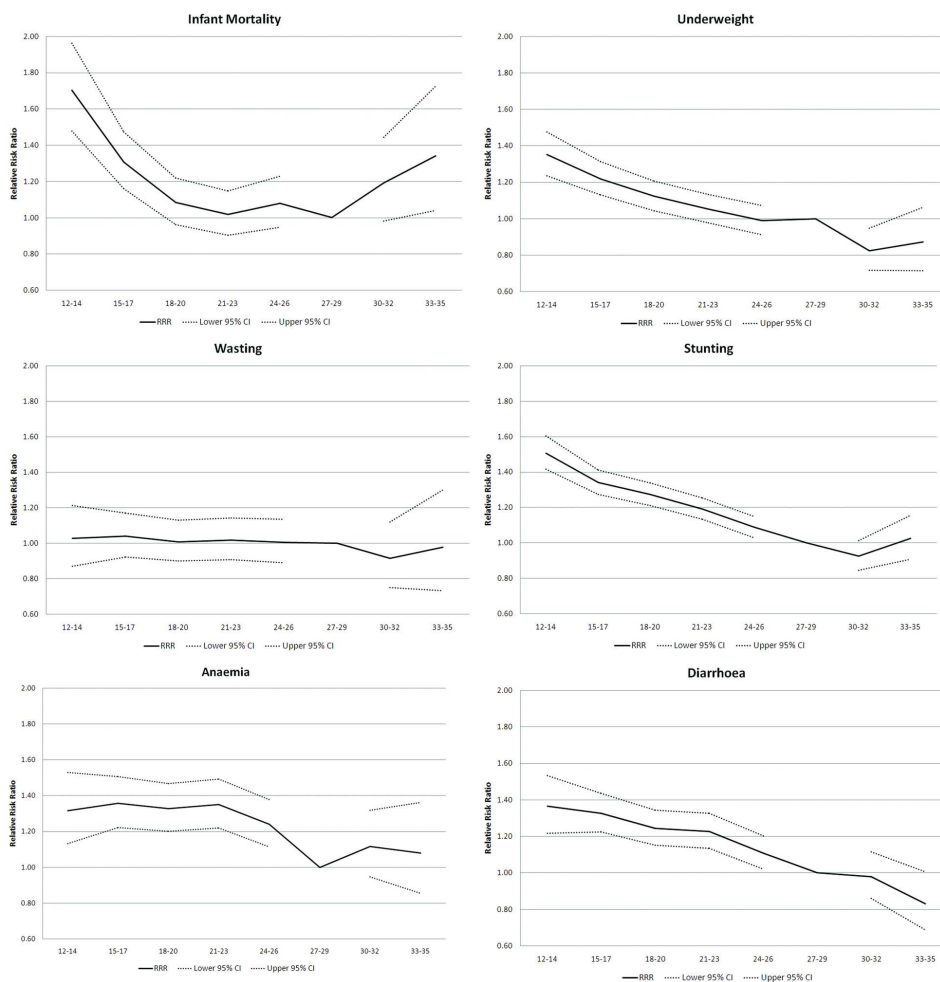 Infant Mortality
Relative Risk Ratio
2.00
1.80
1.60
1.40
1.20
1.00
0.80
0.60
12-14 15-17 18-20 21-23 24-26 27-29 30-32 33-35
RRR Lower 95% CI Upper 95% CI
Underweight
Relative Risk Ratio
2.00
1.80
1.60
1.40
1.20
1.00
0.80
0.60
12-14 15-17 18-20 21-23 24-26 27-29 30-32 33-35
RRR Lower 95% CI Upper 95% CI
Wasting
Relative Risk Ratio
2.00
1.80
1.60
1.40
1.20
1.00
0.80
0.60
12-14 15-17 18-20 21-23 24-26 27-29 30-32 33-35
RRR Lower 95% CI Upper 95% CI
Stunting
Relative Risk Ratio
2.00
1.80
1.60
1.40
1.20
1.00
0.80
0.60
12-14 15-17 18-20 21-23 24-26 27-29 30-32 33-35
RRR Lower 95% CI Upper 95% CI
Anaemia
Relative Risk Ratio
2.00
1.80
1.60
1.40
1.20
1.00
0.80
0.60
12-14 15-17 18-20 21-23 24-26 27-29 30-32 33-35
RRR Lower 95% CI Upper 95% CI
Diarrhoea
Relative Risk Ratio
2.00
1.80
1.60
1.40
1.20
1.00
0.80
0.60
12-14 15-17 18-20 21-23 24-26 27-29 30-32 33-35
RRR Lower 95% CI Upper 95% CI